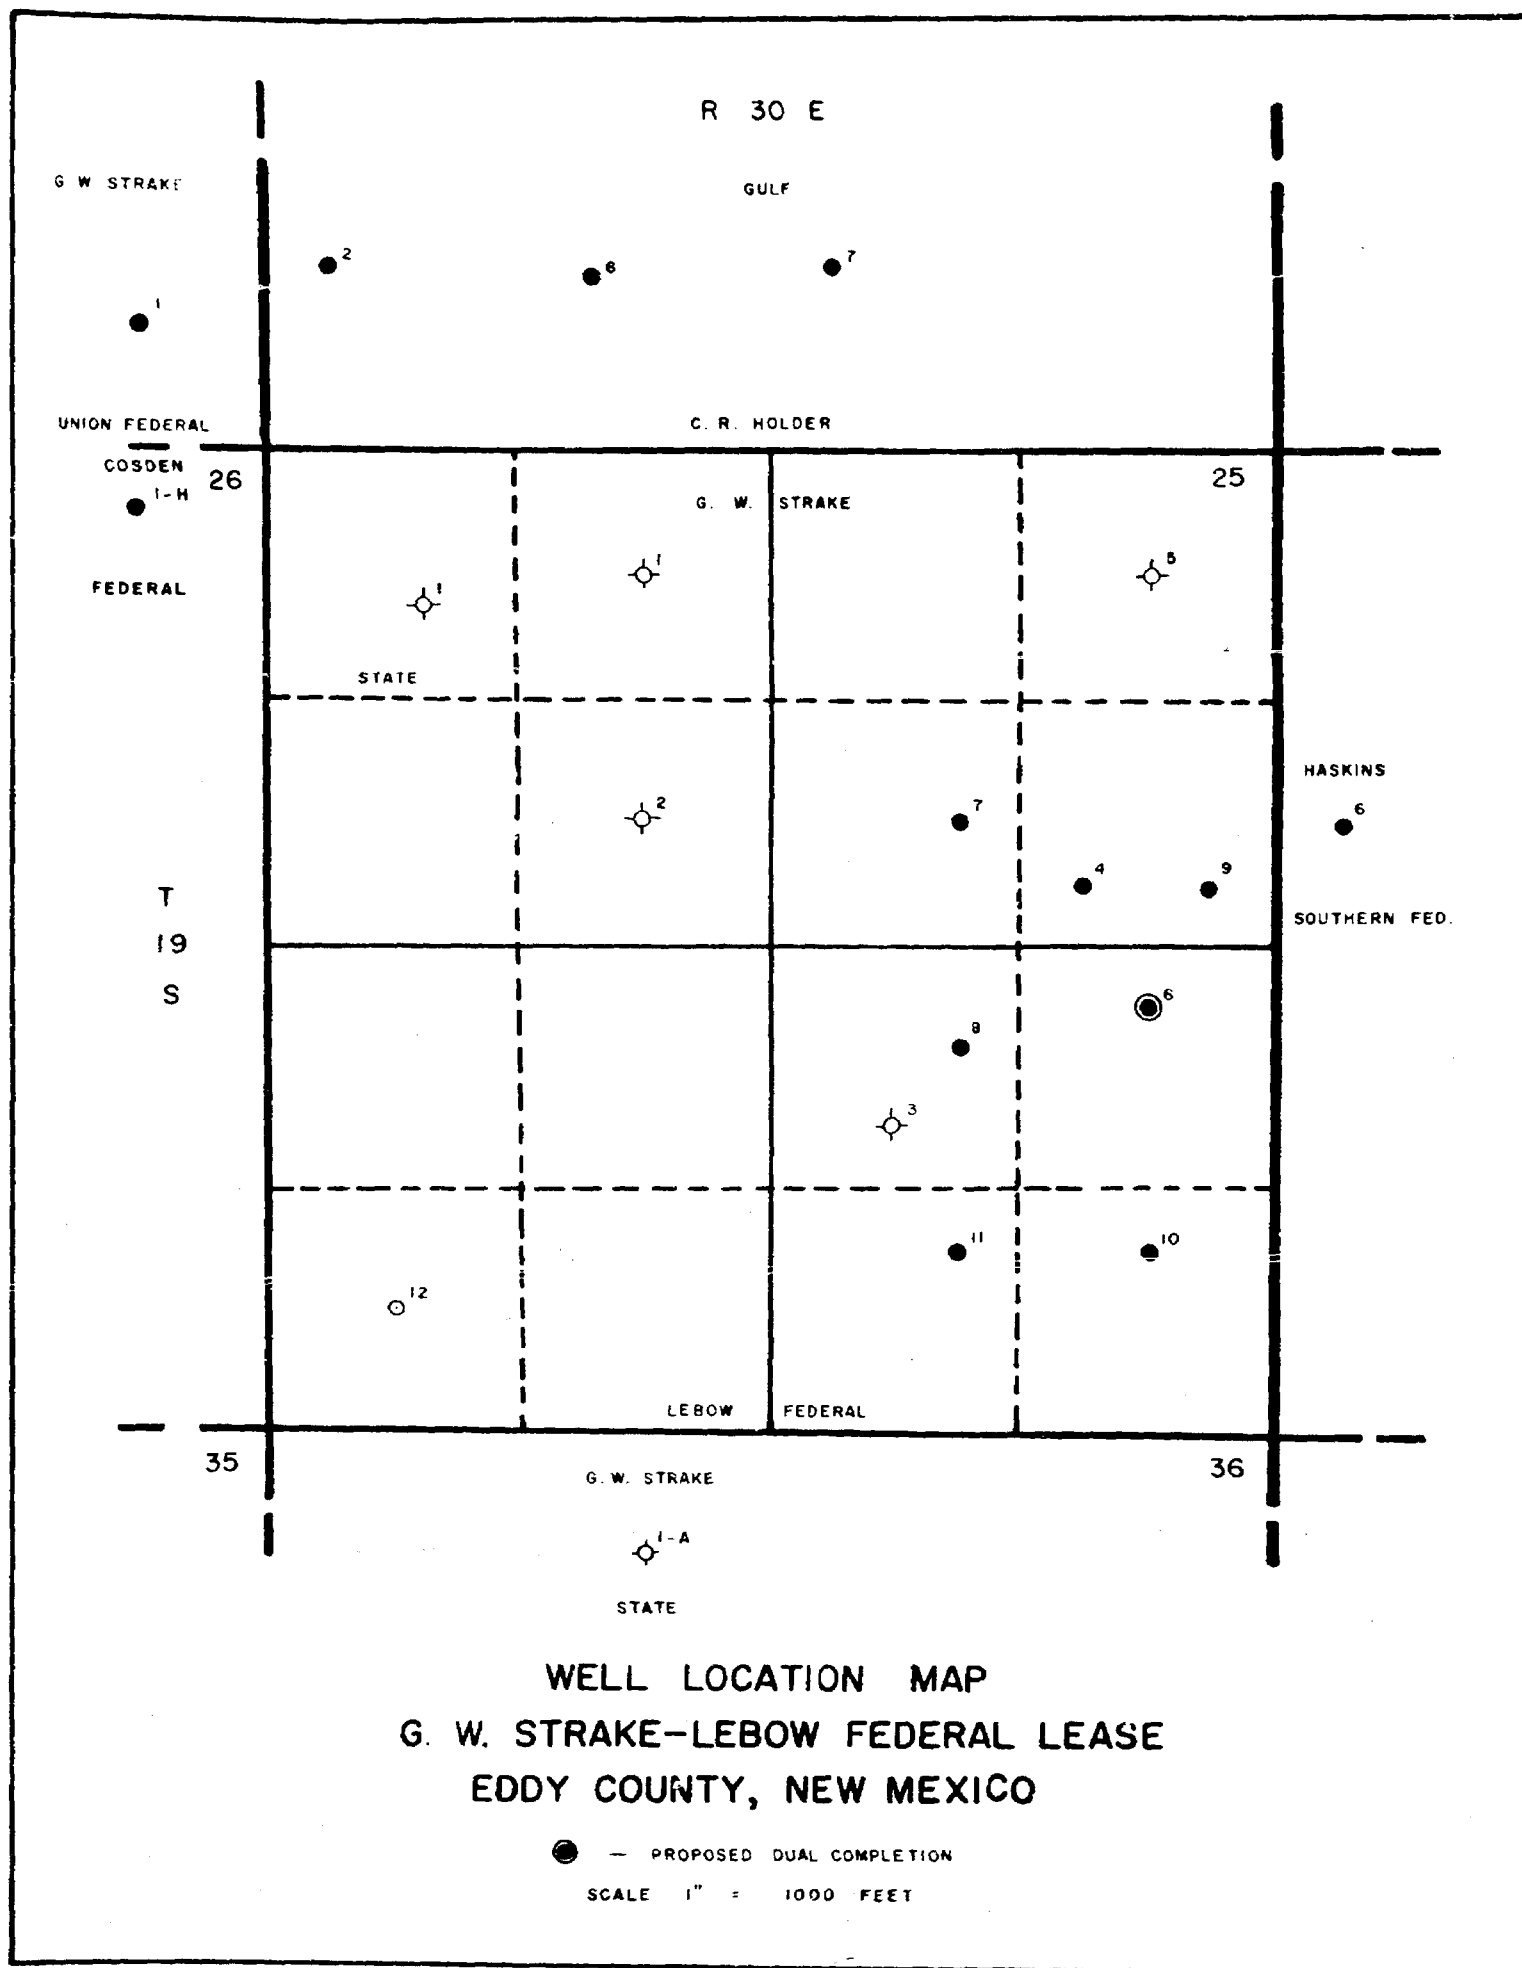 R 30 E
G W STRAKE
GULF
2
6
7
1
UNION FEDERAL
C. R. HOLDER
COSDEN
26
25
1-H
G. W. STRAKE
1
5
FEDERAL
1
STATE
HASKINS
2
7
6
4
9
T
19
S
SOUTHERN FED.
6
8
3
11
10
12
LEBOW FEDERAL
35
36
G. W. STRAKE
1-A
STATE
WELL LOCATION MAP
G. W. STRAKE-LEBOW FEDERAL LEASE
EDDY COUNTY, NEW MEXICO
— PROPOSED DUAL COMPLETION
SCALE 1" = 1000 FEET